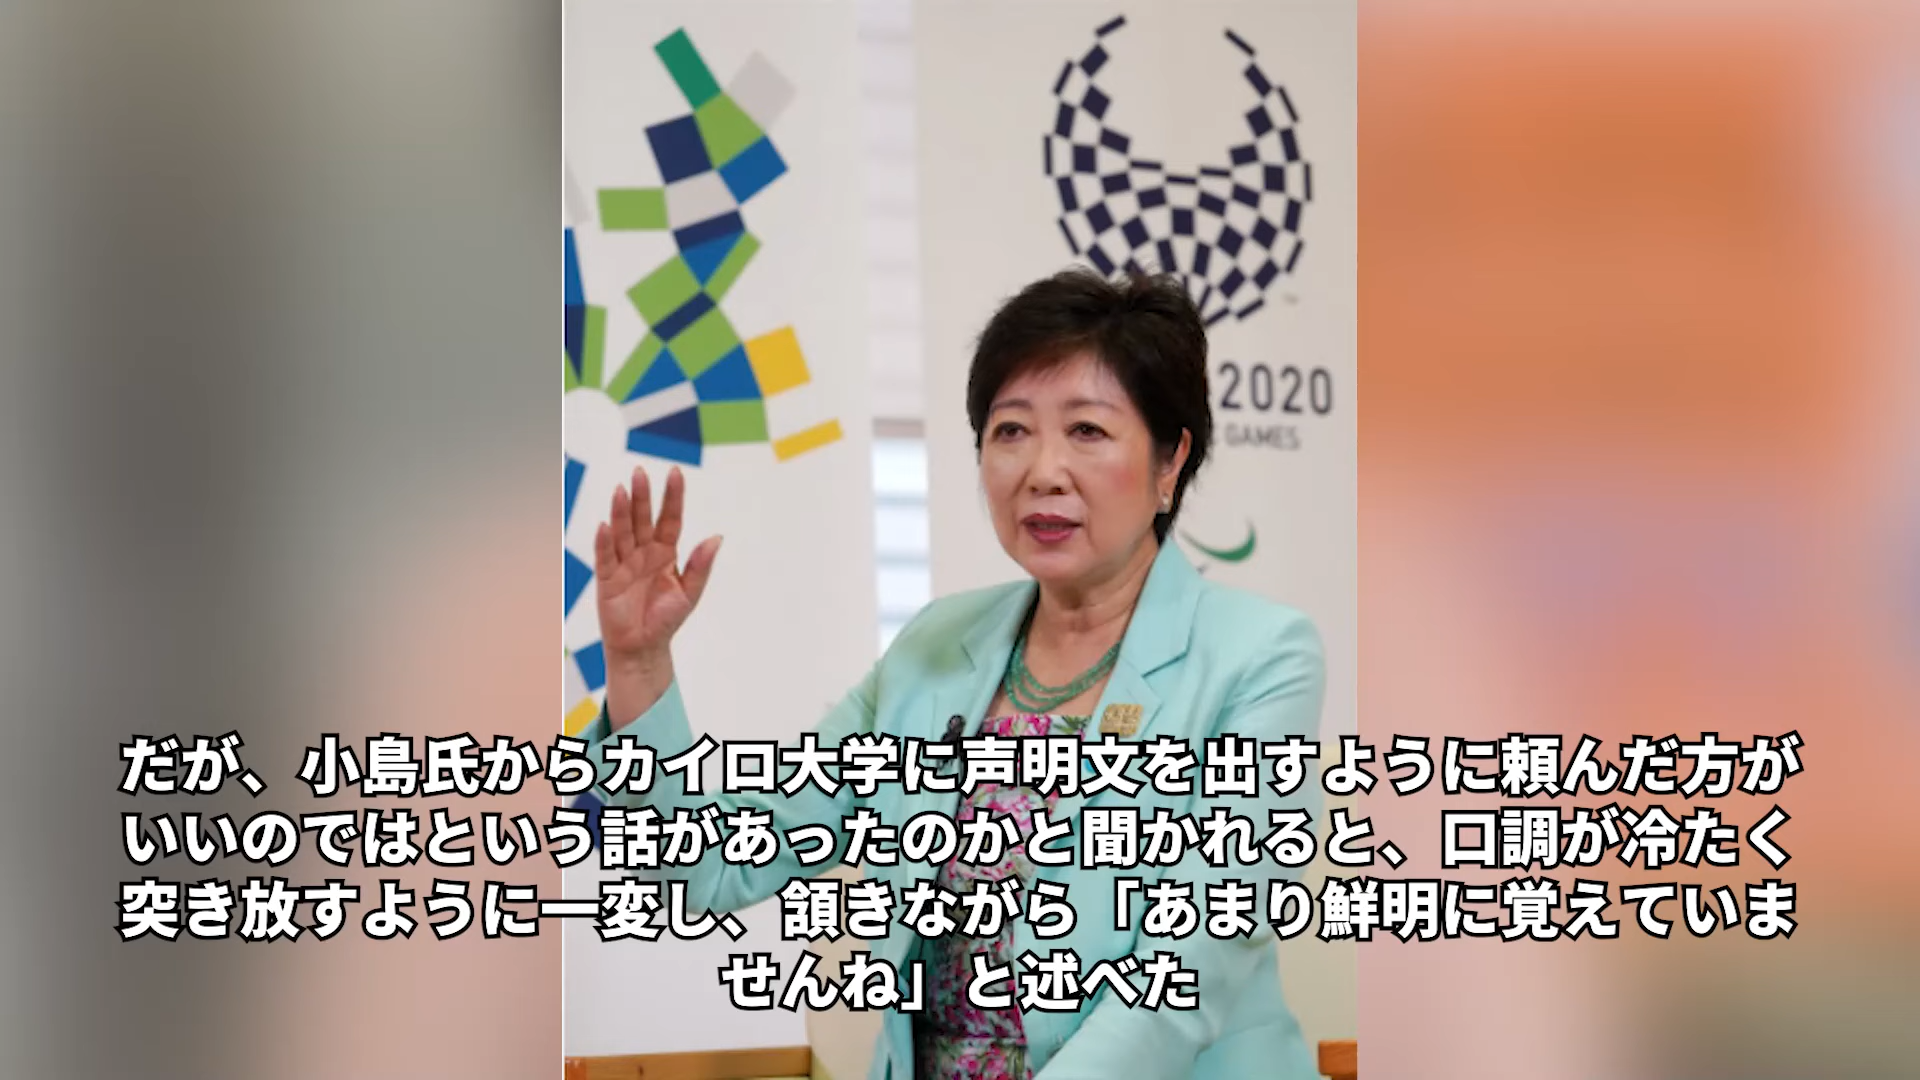 2020
GAMES
だが、小島氏からカイロ大学に声明文を出すように頼んだ方が
いいのではという話があったのかと聞かれると、口調が冷たく
突き放すように一変し、頷きながら「あまり鮮明に覚えていま
せんね」と述べた